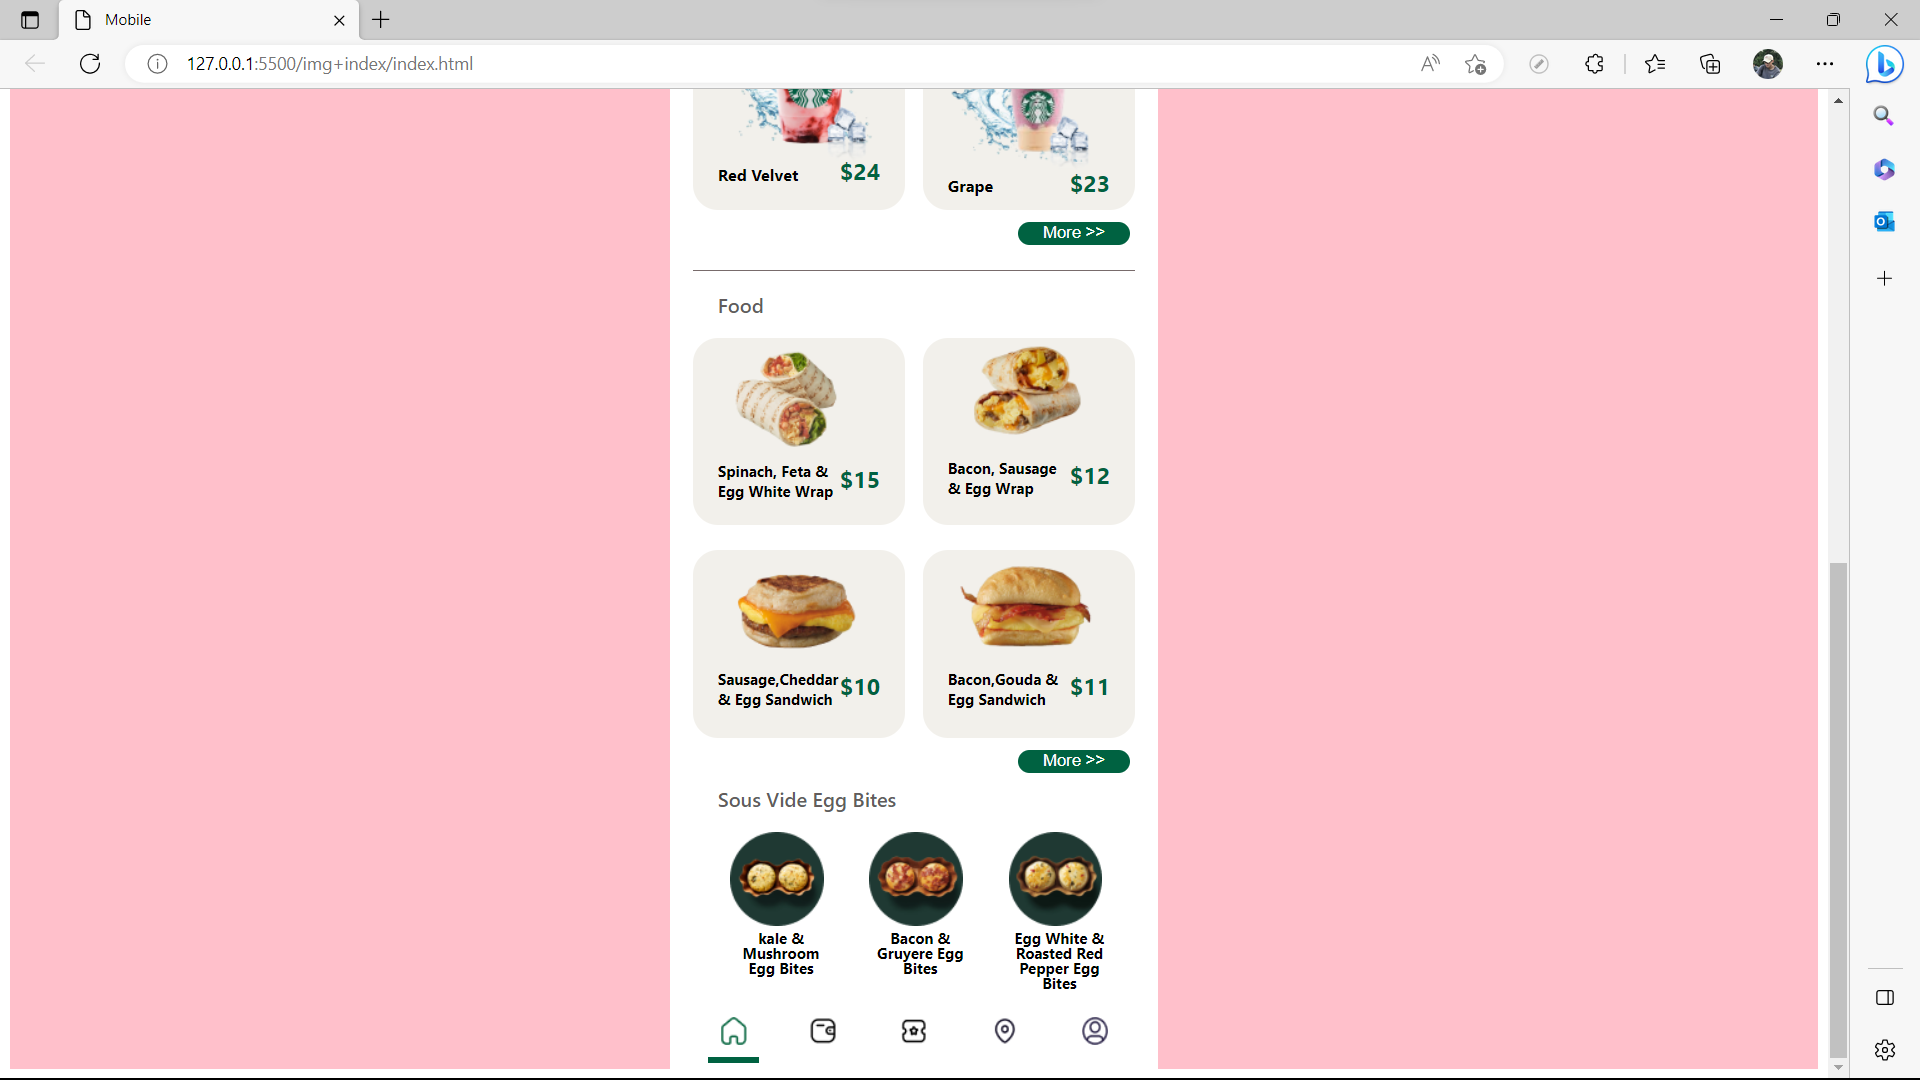 Mobile
127.0.0.1:5500/img+index/index.html
Red Velvet $24
Grape $23
More >>
Food
Spinach, Feta &
Egg White Wrap
$15
Bacon, Sausage
& Egg Wrap
$12
Sausage,Cheddar
& Egg Sandwich
$10
Bacon,Gouda &
Egg Sandwich
$11
More >>
Sous Vide Egg Bites
kale &
Mushroom
Egg Bites
Bacon &
Gruyere Egg
Bites
Egg White &
Roasted Red
Pepper Egg
Bites